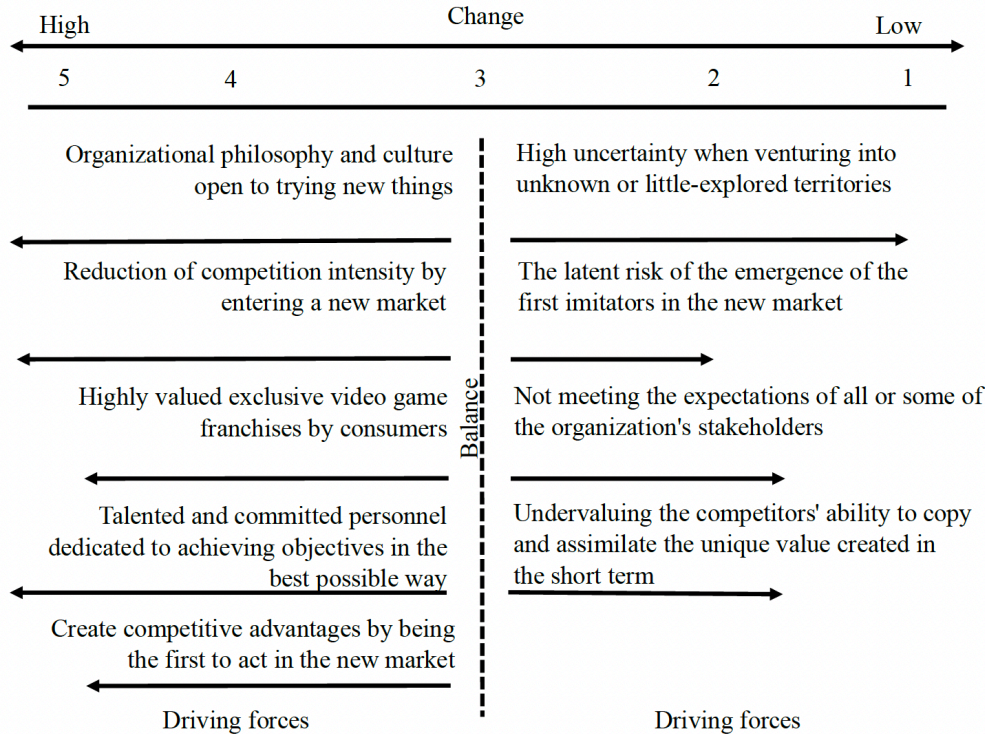 Change
High
Low
5 4 3 2 1
Organizational philosophy and culture
open to trying new things
High uncertainty when venturing into
unknown or little-explored territories
Reduction of competition intensity by
entering a new market
The latent risk of the emergence of the
first imitators in the new market
Highly valued exclusive video game
franchises by consumers
Balance
Not meeting the expectations of all or some of
the organization's stakeholders
Talented and committed personnel
dedicated to achieving objectives in the
best possible way
Undervaluing the competitors' ability to copy
and assimilate the unique value created in
the short term
Create competitive advantages by being
the first to act in the new market
Driving forces
Driving forces